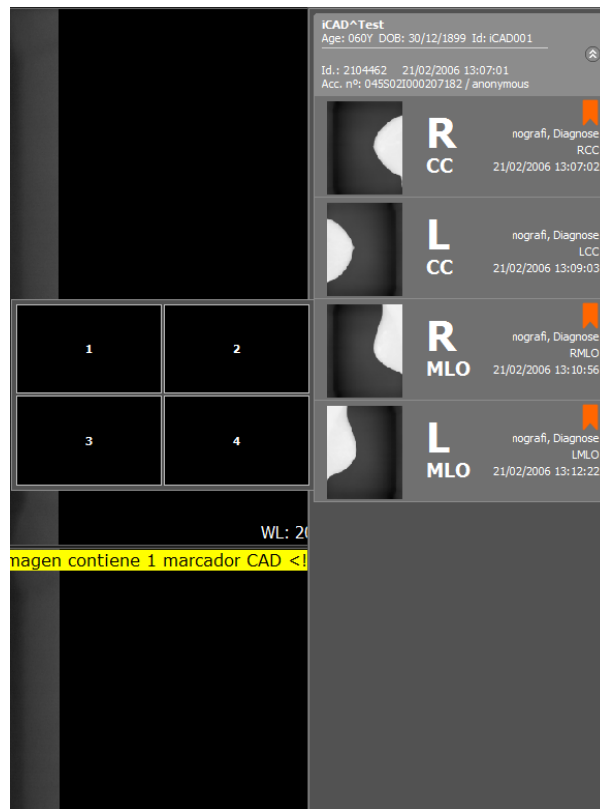 iCAD^Test
Age: 060Y DOB: 30/12/1899 Id: iCAD001
Id.: 2104462 21/02/2006 13:07:01
Acc. nº: 045S02I000207182 / anonymous
R
CC
nografi, Diagnose
RCC
21/02/2006 13:07:02
L
CC
nografi, Diagnose
LCC
21/02/2006 13:09:03
R
MLO
nografi, Diagnose
RMLO
21/02/2006 13:10:56
L
MLO
nografi, Diagnose
LMLO
21/02/2006 13:12:22
1
2
3
4
WL: 20
magen contiene 1 marcador CAD <!